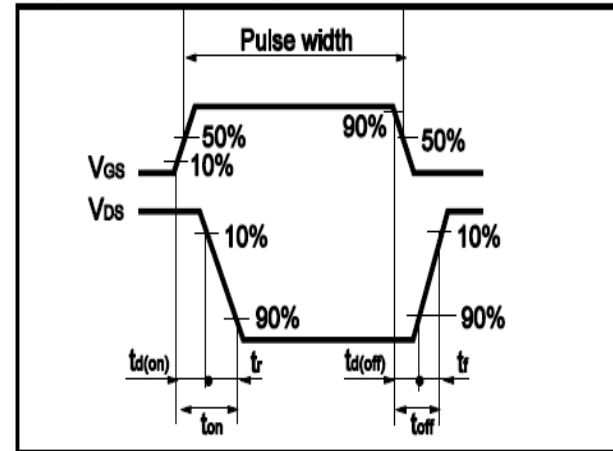 Pulse width
90%
50%
50%
10%
VGS
VDS
10%
10%
90%
90%
td(on)
tr
td(off)
tf
ton
toff